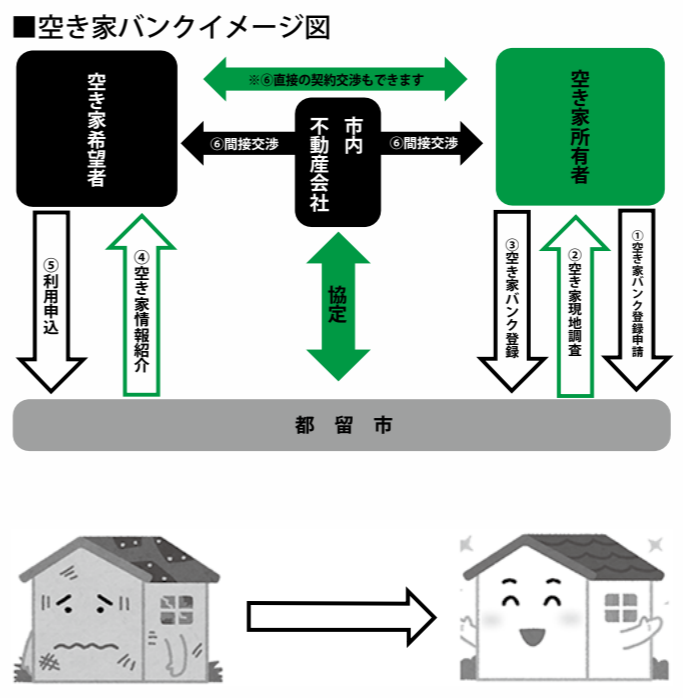 ■空き家バンクイメージ図
空き家希望者
※⑥直接の契約交渉もできます
空き家所有者
市内
不動産会社
⑥間接交渉
⑥間接交渉
⑤利用申込
④空き家情報紹介
協定
③空き家バンク登録
②空き家現地調査
①空き家バンク登録申請
都留市